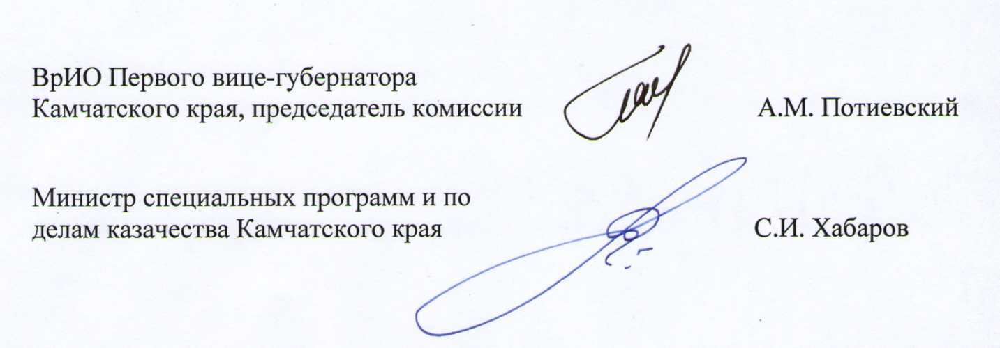 ВрИО Первого вице-губернатора
Камчатского края, председатель комиссии А.М. Потиевский
Министр специальных программ и по
делам казачества Камчатского края С.И. Хабаров